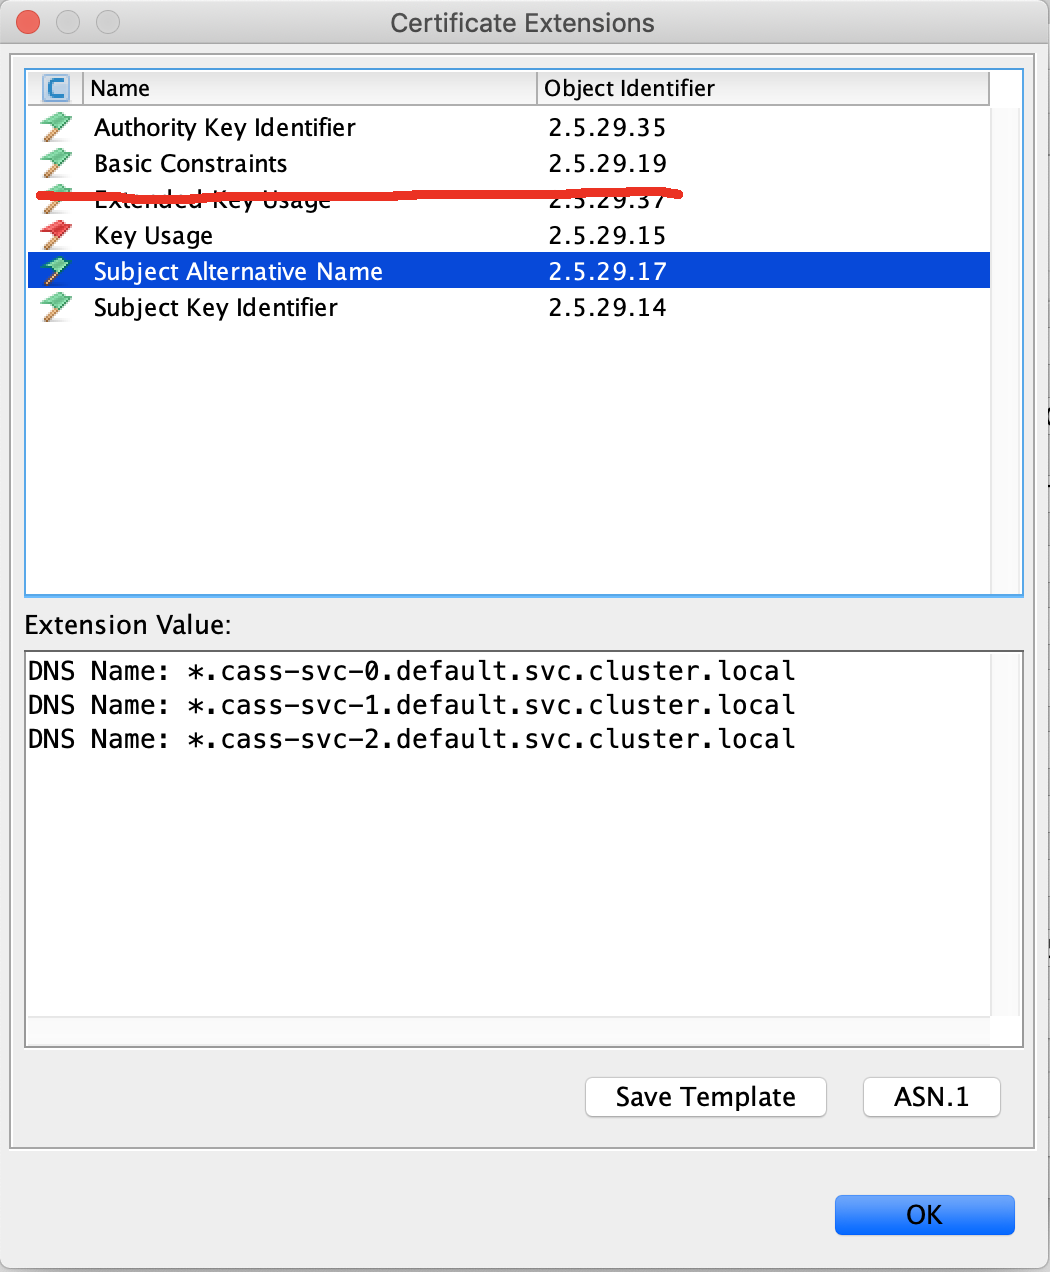 Certificate Extensions
C Name Object Identifier
Authority Key Identifier 2.5.29.35
Basic Constraints 2.5.29.19
Extended Key Usage 2.5.29.37
Key Usage 2.5.29.15
Subject Alternative Name 2.5.29.17
Subject Key Identifier 2.5.29.14
Extension Value:
DNS Name: *.cass-svc-0.default.svc.cluster.local
DNS Name: *.cass-svc-1.default.svc.cluster.local
DNS Name: *.cass-svc-2.default.svc.cluster.local
Save Template ASN.1
OK